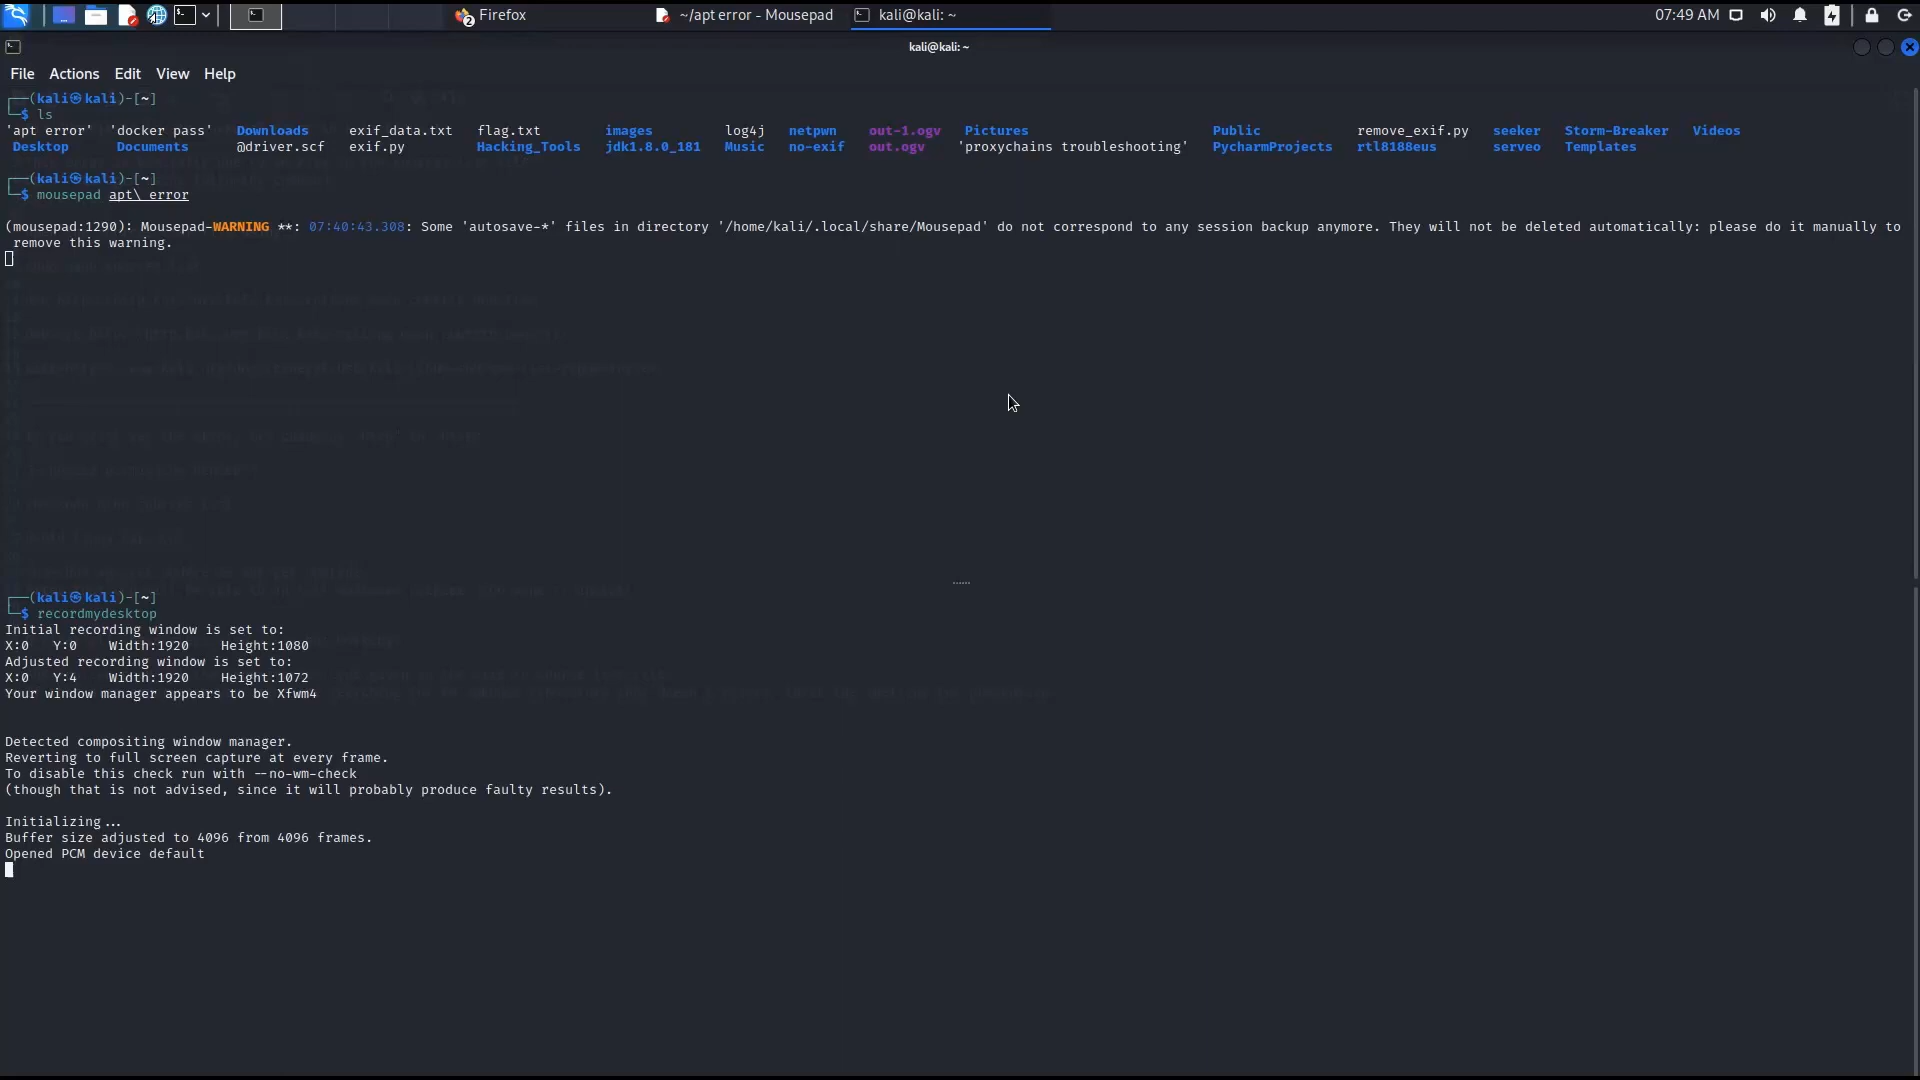 Firefox
~/apt error - Mousepad
kali@kali: ~
07:49 AM
kali@kali: ~
File Actions Edit View Help
┌──(kali㉿kali)-[~]
└─$ ls
'apt error' 'docker pass' Downloads exif_data.txt flag.txt images log4j netpwn out-1.ogv Pictures Public remove_exif.py seeker Storm-Breaker Videos
Desktop Documents @driver.scf exif.py Hacking_Tools jdk1.8.0_181 Music no-exif out.ogv 'proxychains troubleshooting' PycharmProjects rtl8188eus serveo Templates
┌──(kali㉿kali)-[~]
└─$ mousepad apt\ error
(mousepad:1290): Mousepad-WARNING **: 07:40:43.308: Some 'autosave-*' files in directory '/home/kali/.local/share/Mousepad' do not correspond to any session backup anymore. They will not be deleted automatically: please do it manually to
remove this warning.
┌──(kali㉿kali)-[~]
└─$ recordmydesktop
Initial recording window is set to:
X:0 Y:0 Width:1920 Height:1080
Adjusted recording window is set to:
X:0 Y:4 Width:1920 Height:1072
Your window manager appears to be Xfwm4
Detected compositing window manager.
Reverting to full screen capture at every frame.
To disable this check run with --no-wm-check
(though that is not advised, since it will probably produce faulty results).
Initializing...
Buffer size adjusted to 4096 from 4096 frames.
Opened PCM device default